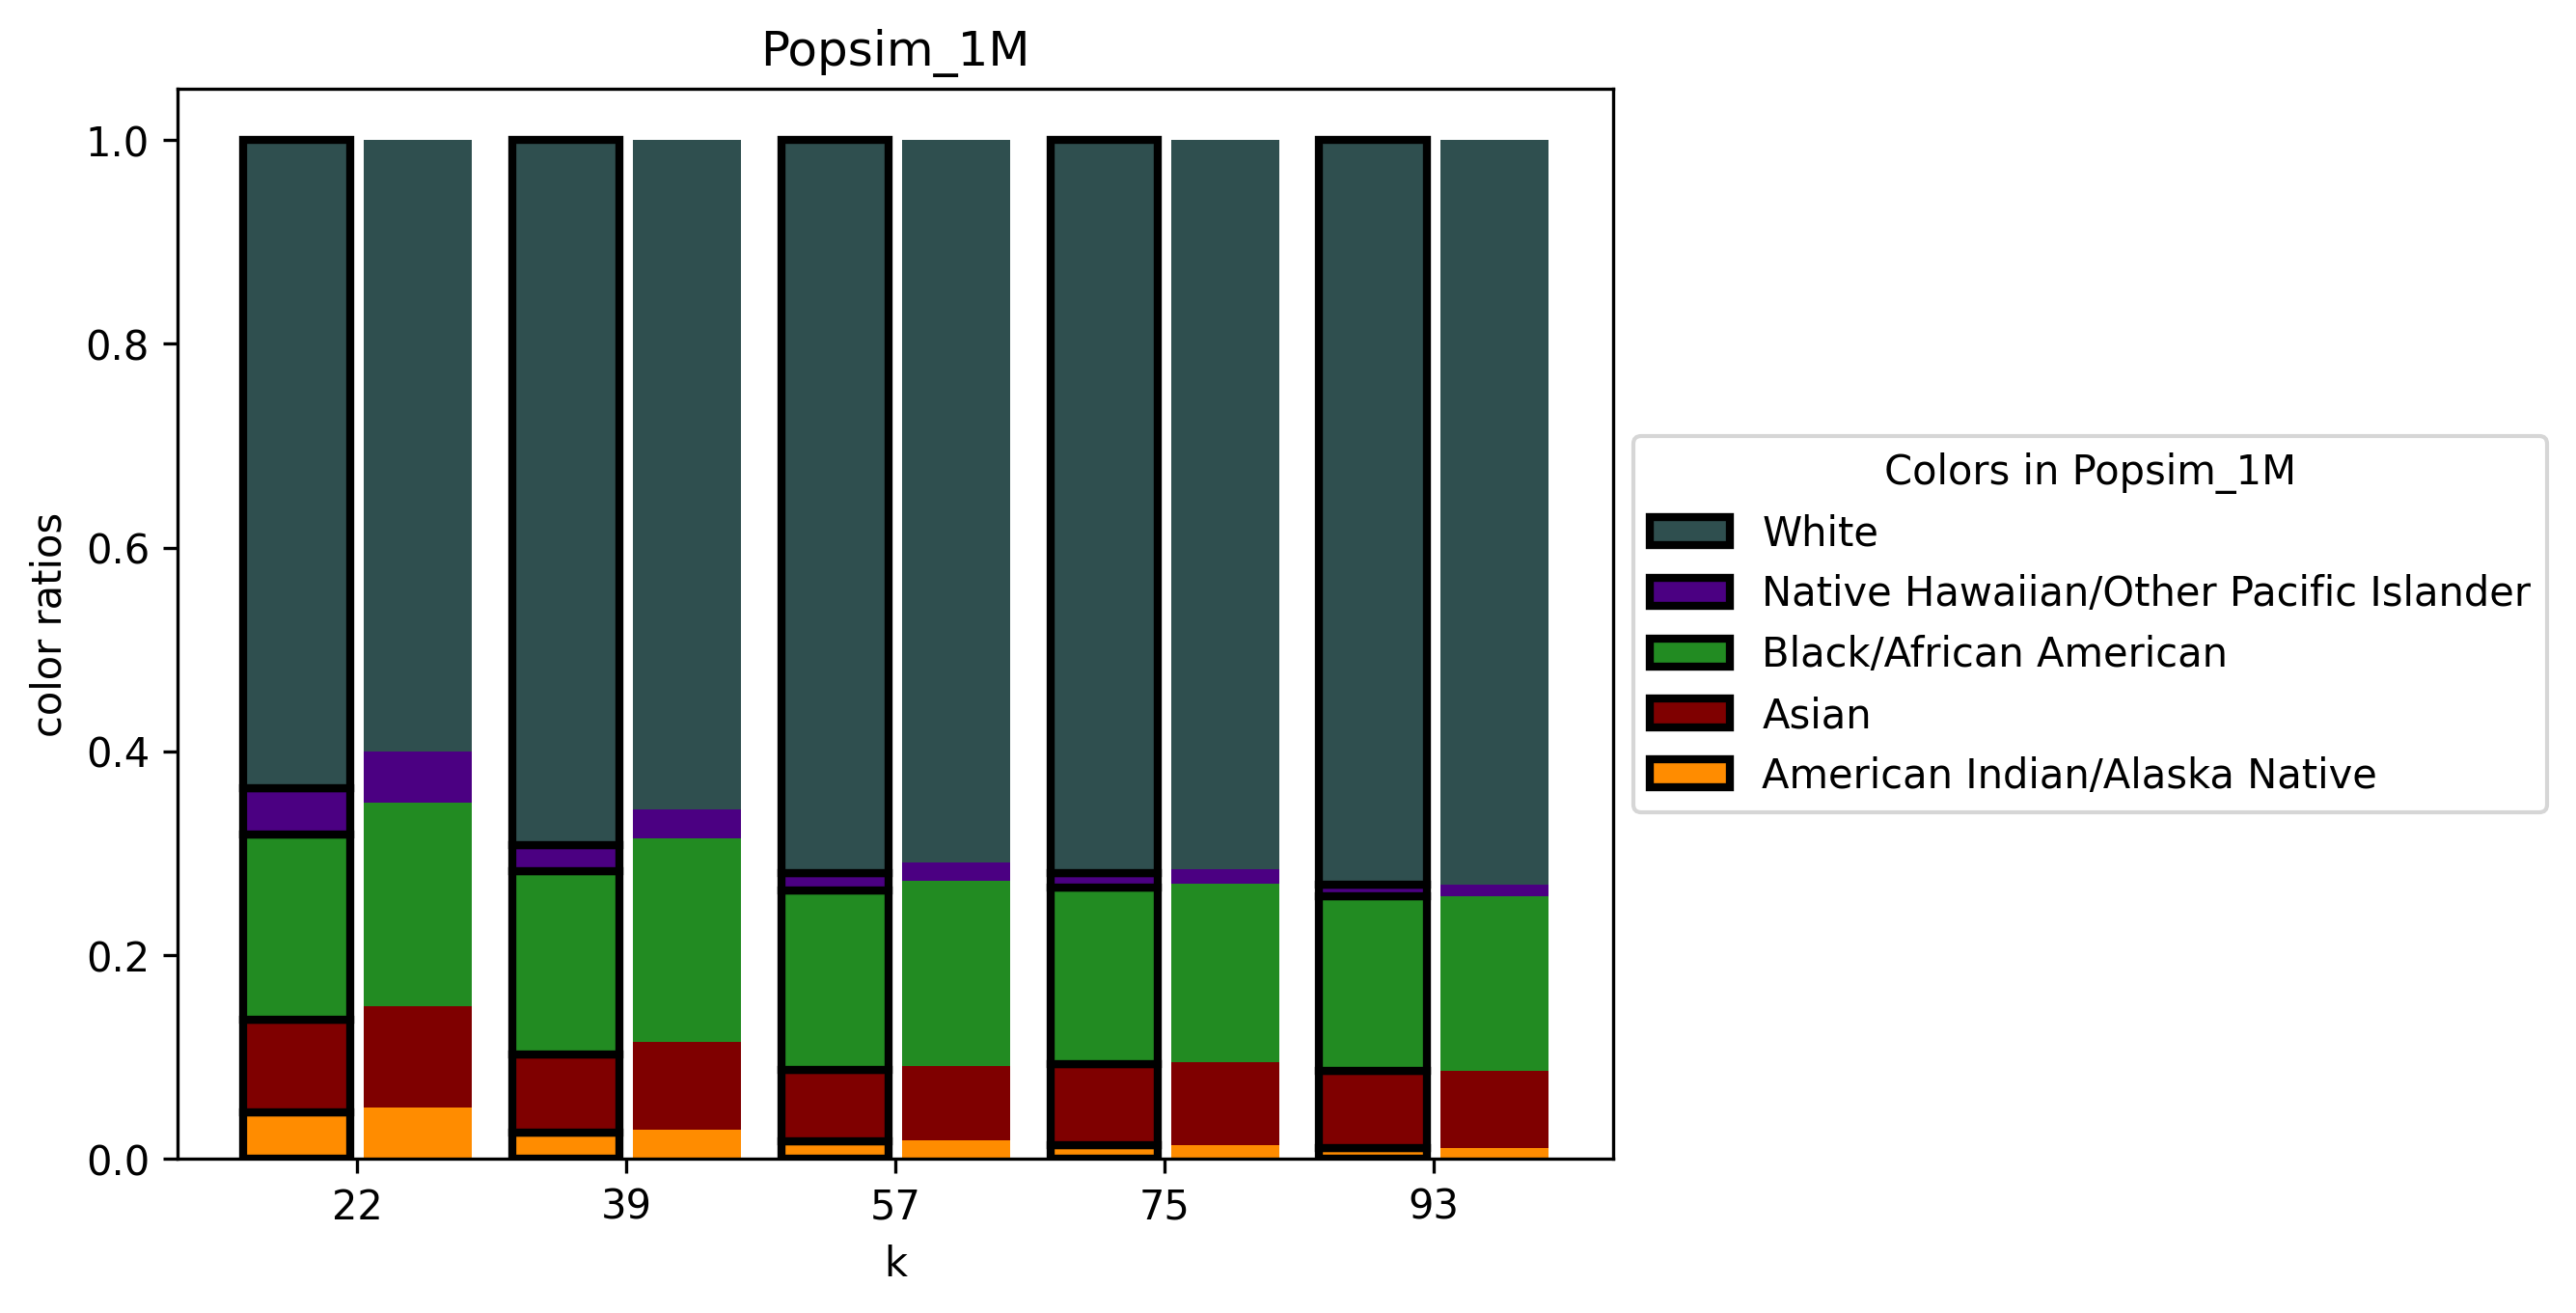 Popsim_1M
1.0
0.8
0.6
0.4
0.2
0.0
color ratios
22 39 57 75 93
k
Colors in Popsim_1M
White
Native Hawaiian/Other Pacific Islander
Black/African American
Asian
American Indian/Alaska Native